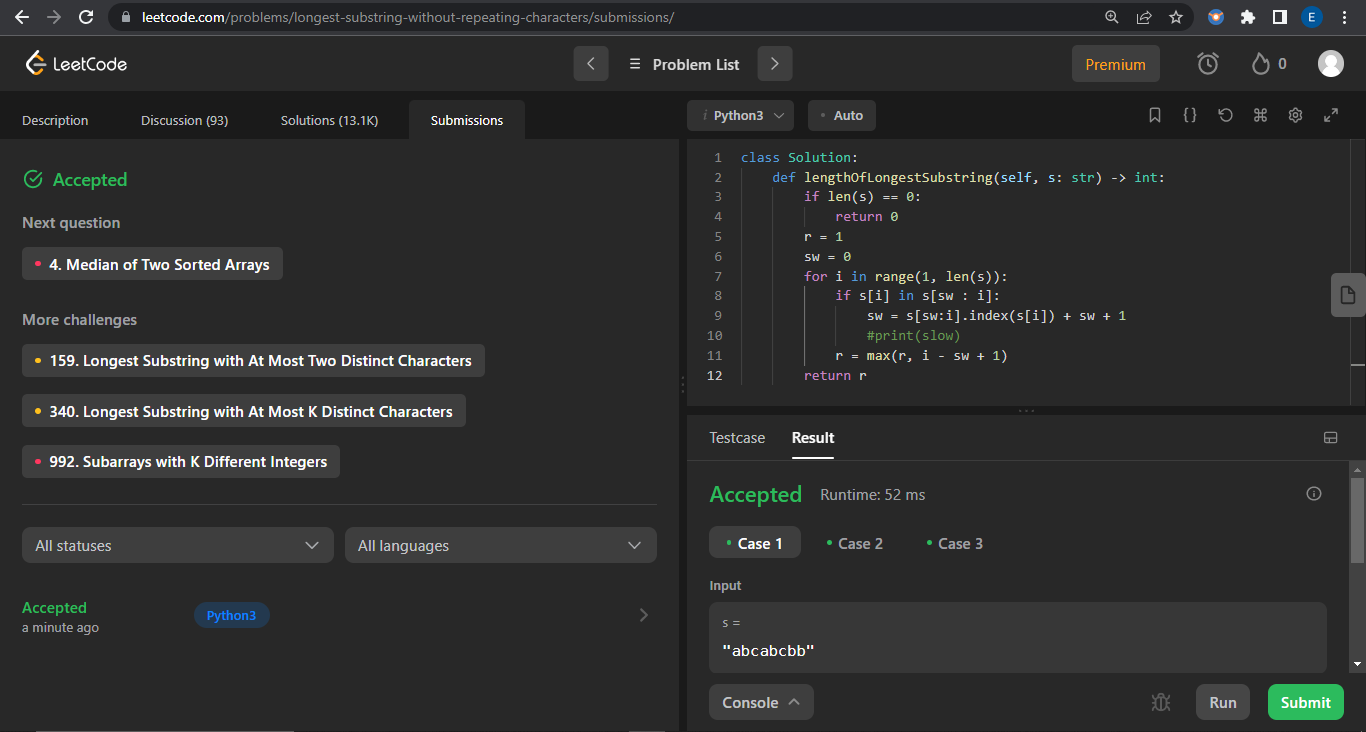 leetcode.com/problems/longest-substring-without-repeating-characters/submissions/
E
LeetCode
Problem List
Premium
0
Description
Discussion (93)
Solutions (13.1K)
Submissions
Accepted
Next question
4. Median of Two Sorted Arrays
More challenges
159. Longest Substring with At Most Two Distinct Characters
340. Longest Substring with At Most K Distinct Characters
992. Subarrays with K Different Integers
All statuses
All languages
Accepted
Python3
a minute ago
i Python3
Auto
{}
1 class Solution:
2 def lengthOfLongestSubstring(self, s: str) -> int:
3 if len(s) == 0:
4 return 0
5 r = 1
6 sw = 0
7 for i in range(1, len(s)):
8 if s[i] in s[sw : i]:
9 sw = s[sw:i].index(s[i]) + sw + 1
10 #print(slow)
11 r = max(r, i - sw + 1)
12 return r
Testcase
Result
Accepted Runtime: 52 ms
Case 1
Case 2
Case 3
Input
s =
"abcabcbb"
Console
Run
Submit